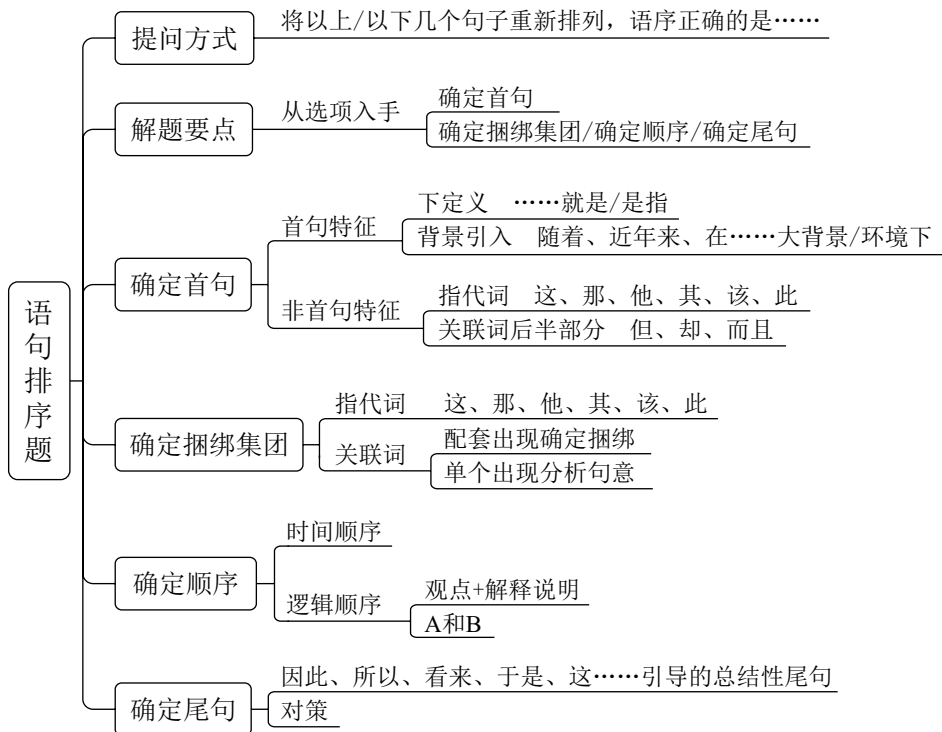 语句排序题
提问方式
将以上/以下几个句子重新排列，语序正确的是……
解题要点
从选项入手
确定首句
确定捆绑集团/确定顺序/确定尾句
确定首句
首句特征
下定义 ……就是/是指
背景引入 随着、近年来、在……大背景/环境下
非首句特征
指代词 这、那、他、其、该、此
关联词后半部分 但、却、而且
确定捆绑集团
指代词 这、那、他、其、该、此
关联词
配套出现确定捆绑
单个出现分析句意
确定顺序
时间顺序
逻辑顺序
观点+解释说明
A和B
确定尾句
因此、所以、看来、于是、这……引导的总结性尾句
对策